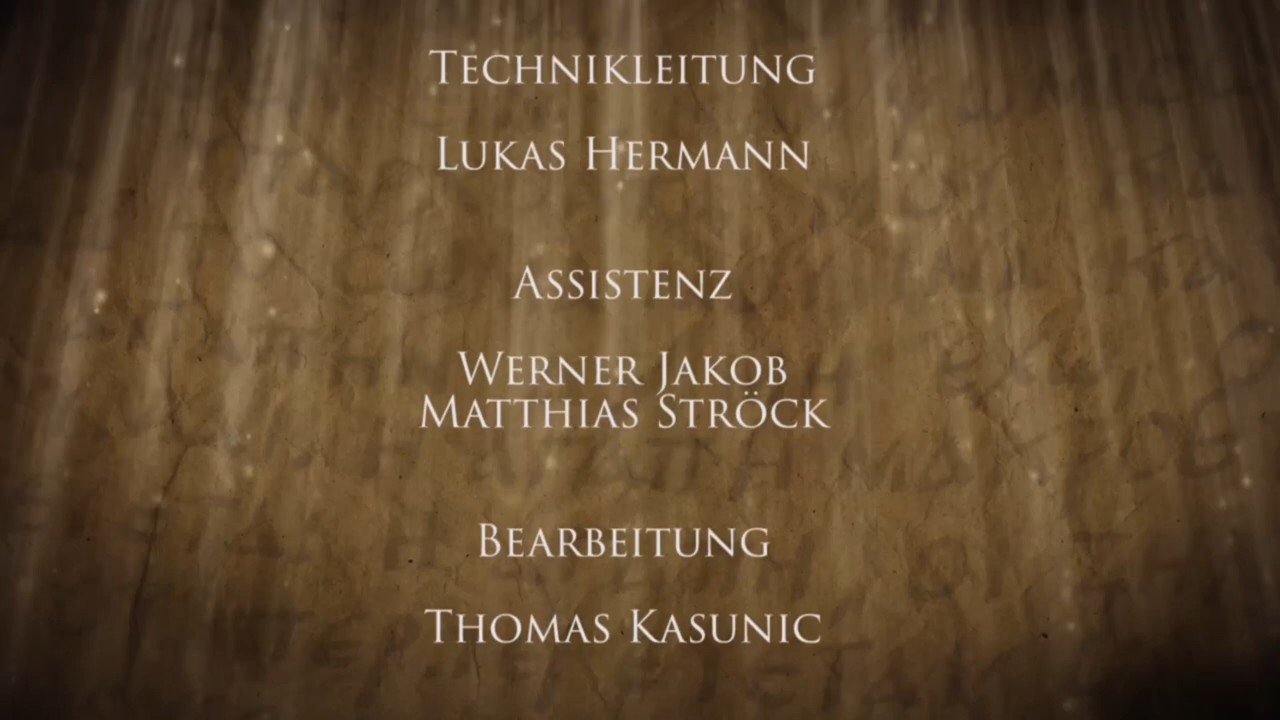 Technikleitung
Lukas Hermann
Assistenz
Werner Jakob
Matthias Ströck
Bearbeitung
Thomas Kasunic